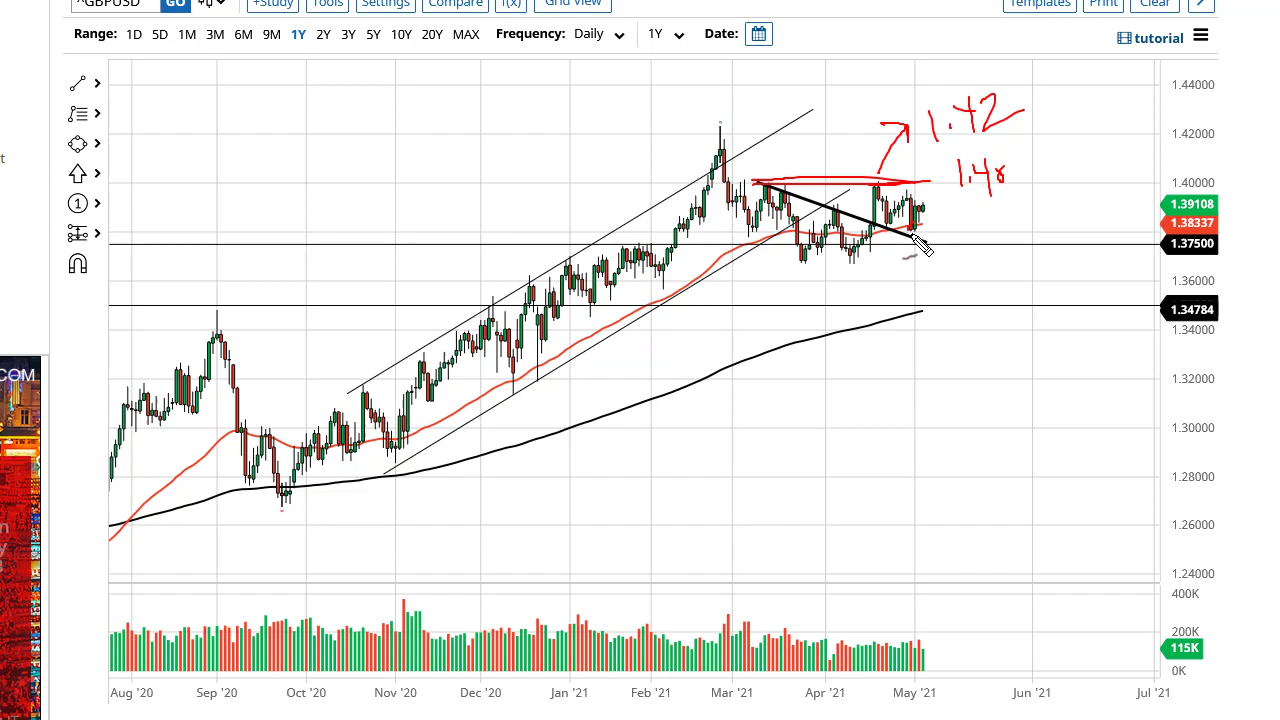 ^GBPUSD GO +Study Tools Settings Compare f(x) Grid View Templates Print Clear
Range: 1D 5D 1M 3M 6M 9M 1Y 2Y 3Y 5Y 10Y 20Y MAX Frequency: Daily 1Y Date: tutorial
1.44000
1.42
1.42000
1.40000
1.39108
1.38337
1.37500
1.36000
1.34784
1.34000
1.32000
1.30000
1.28000
1.26000
1.24000
400K
200K
115K
0K
Aug '20 Sep '20 Oct '20 Nov '20 Dec '20 Jan '21 Feb '21 Mar '21 Apr '21 May '21 Jun '21 Jul '21
t
COM
n
y
1